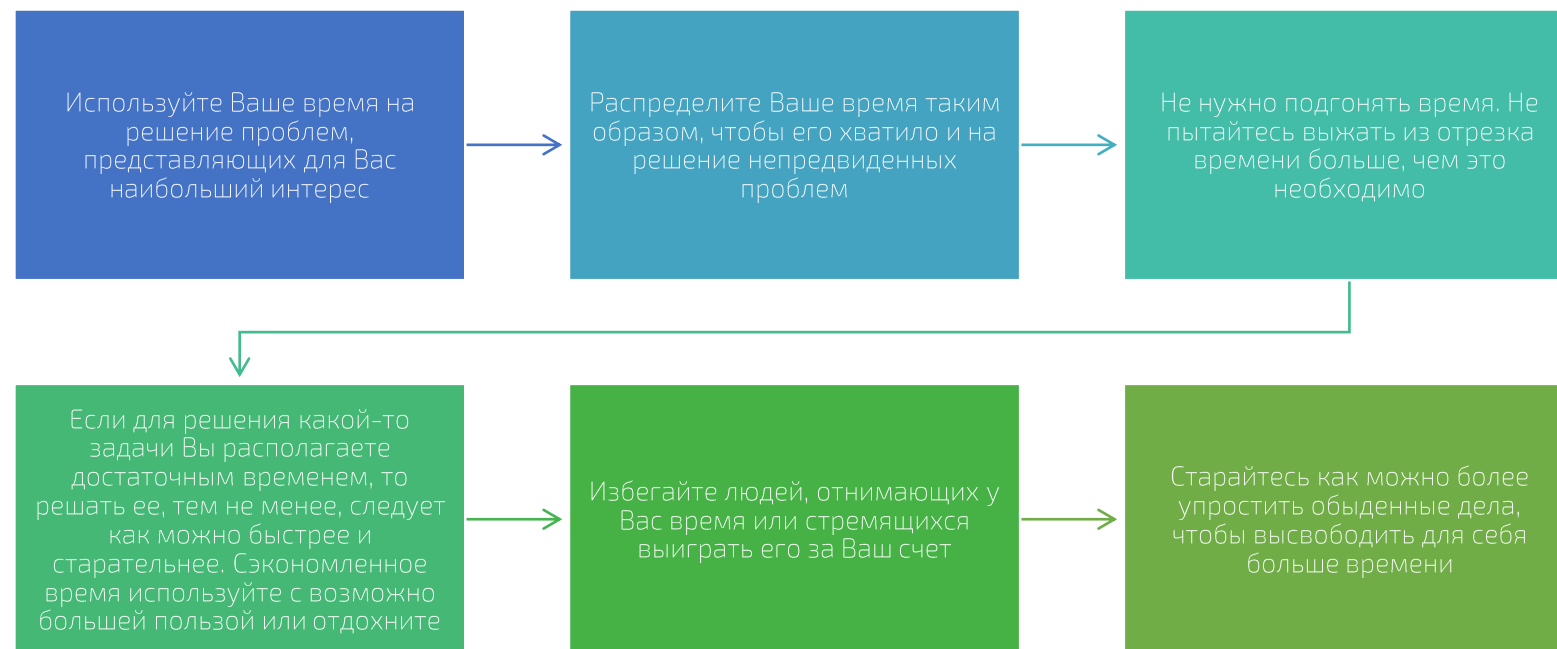 Используйте Ваше время на
решение проблем,
представляющих для Вас
наибольший интерес
Распределите Ваше время таким
образом, чтобы его хватило и на
решение непредвиденных
проблем
Не нужно подгонять время. Не
пытайтесь выжать из отрезка
времени больше, чем это
необходимо
Если для решения какой-то
задачи Вы располагаете
достаточным временем, то
решать ее, тем не менее, следует
как можно быстрее и
старательнее. Сэкономленное
время используйте с возможно
большей пользой или отдохните
Избегайте людей, отнимающих у
Вас время или стремящихся
выиграть его за Ваш счет
Старайтесь как можно более
упростить обыденные дела,
чтобы высвободить для себя
больше времени